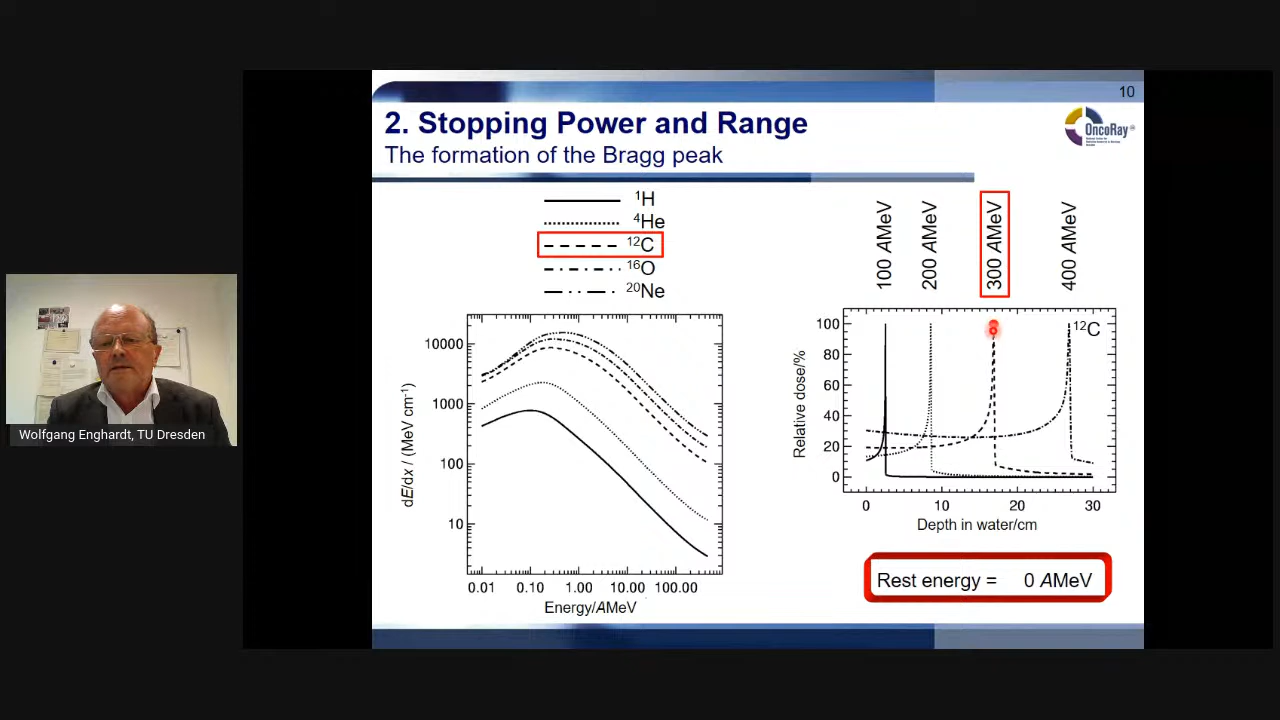 10
2. Stopping Power and Range
The formation of the Bragg peak
OncoRay
¹H
⁴He
¹²C
¹⁶O
²⁰Ne
100 AMeV
200 AMeV
300 AMeV
400 AMeV
10000
1000
100
10
dE/dx / (MeV cm⁻¹)
0.01 0.10 1.00 10.00 100.00
Energy/AMeV
¹²C
100
80
60
40
20
0
Relative dose/%
0 10 20 30
Depth in water/cm
Rest energy = 0 AMeV
Wolfgang Enghardt, TU Dresden